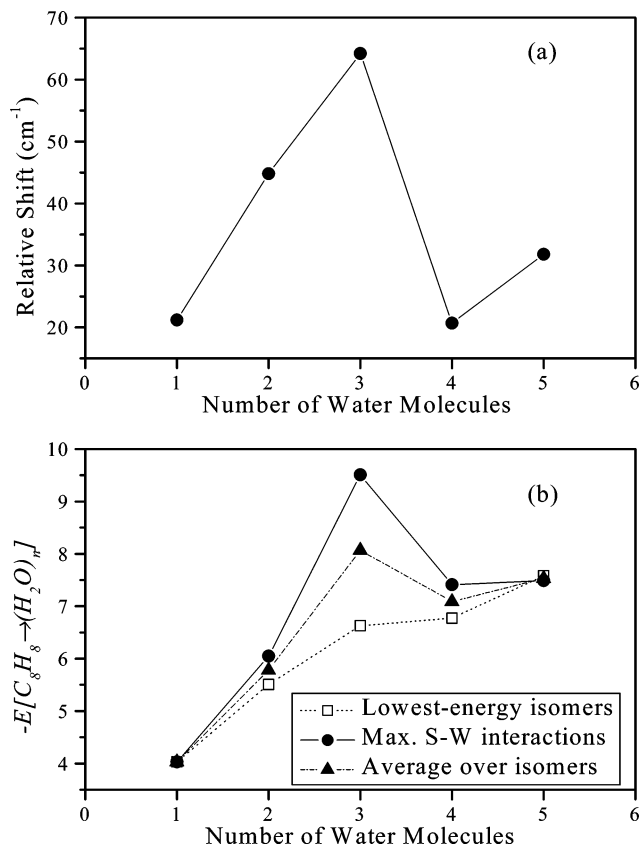 70
(a)
60
50
40
30
20
Relative Shift (cm⁻¹)
0 1 2 3 4 5 6
Number of Water Molecules
10
(b)
9
8
7
6
5
4
-E[C₈H₈→(H₂O)ₙ]
Lowest-energy isomers
Max. S-W interactions
Average over isomers
0 1 2 3 4 5 6
Number of Water Molecules